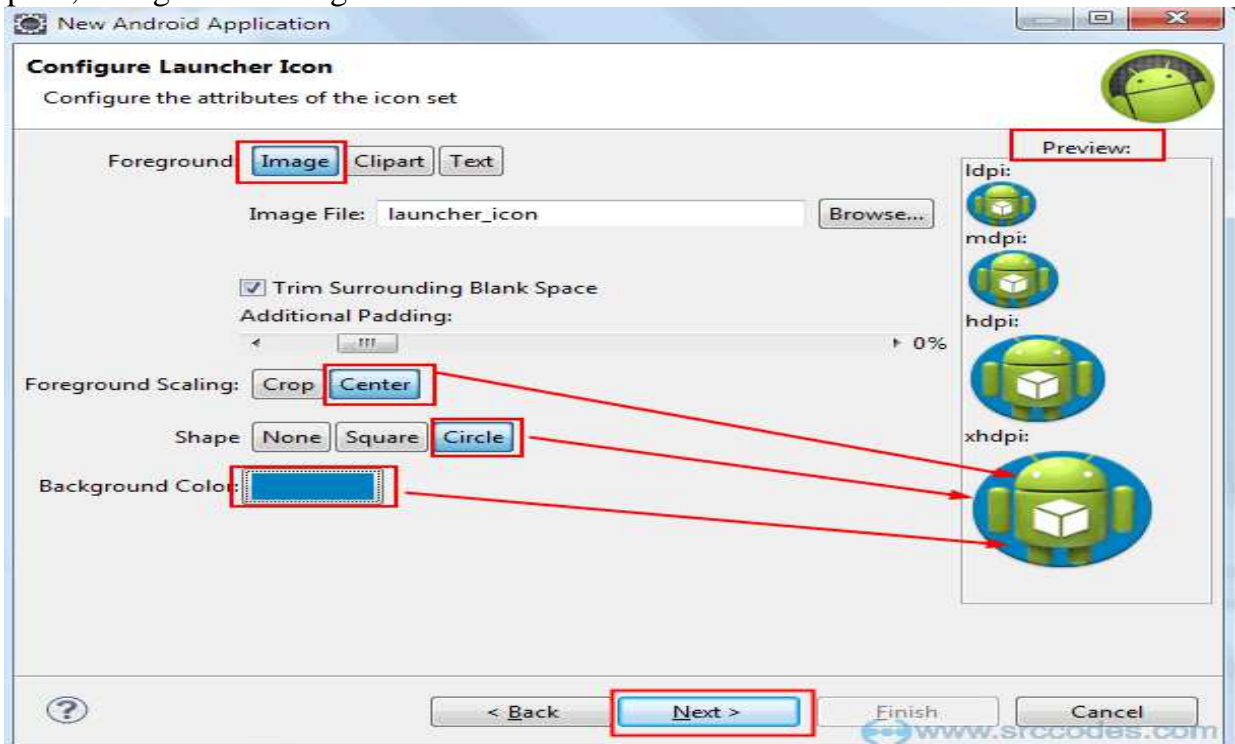 New Android Application
Configure Launcher Icon
Configure the attributes of the icon set
Foreground: Image Clipart Text
Preview:
ldpi:
Image File: launcher_icon Browse...
mdpi:
Trim Surrounding Blank Space
Additional Padding:
hdpi:
0%
Foreground Scaling: Crop Center
Shape None Square Circle
xhdpi:
Background Color:
< Back Next > Finish Cancel
www.srccodes.com